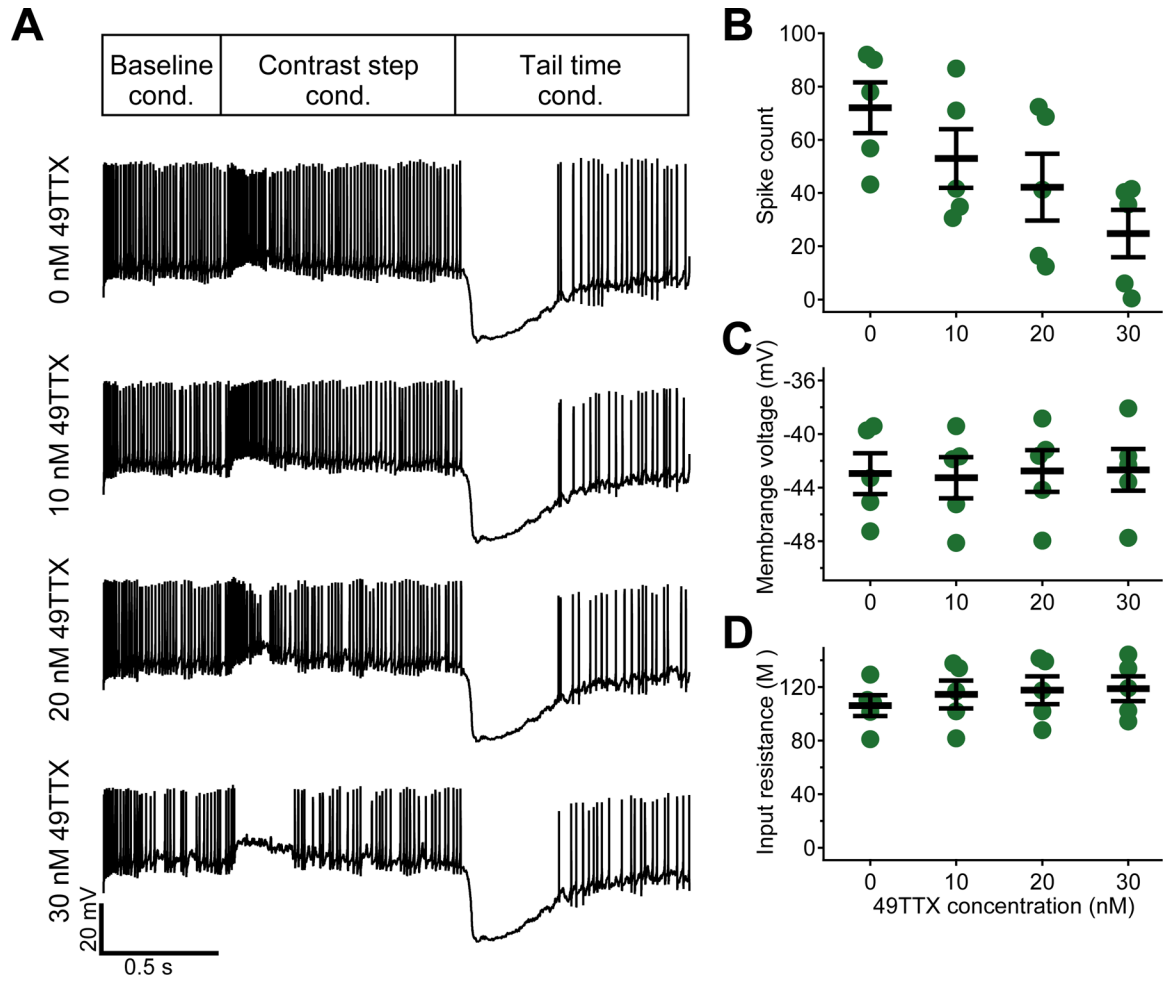 A
Baseline
cond.
Contrast step
cond.
Tail time
cond.
0 nM 49TTX
10 nM 49TTX
20 nM 49TTX
30 nM 49TTX
20 mV
0.5 s
B
Spike count
100
80
60
40
20
0
0 10 20 30
C
Membrange voltage (mV)
-36
-40
-44
-48
0 10 20 30
D
Input resistance (M )
120
80
40
0
0 10 20 30
49TTX concentration (nM)